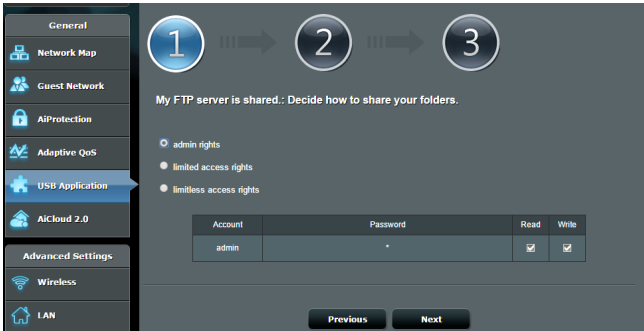 General
Network Map
Guest Network
AiProtection
Adaptive QoS
USB Application
AiCloud 2.0
Advanced Settings
Wireless
LAN
1 2 3
My FTP server is shared.: Decide how to share your folders.
admin rights
limited access rights
limitless access rights
Account Password Read Write
admin *
Previous Next